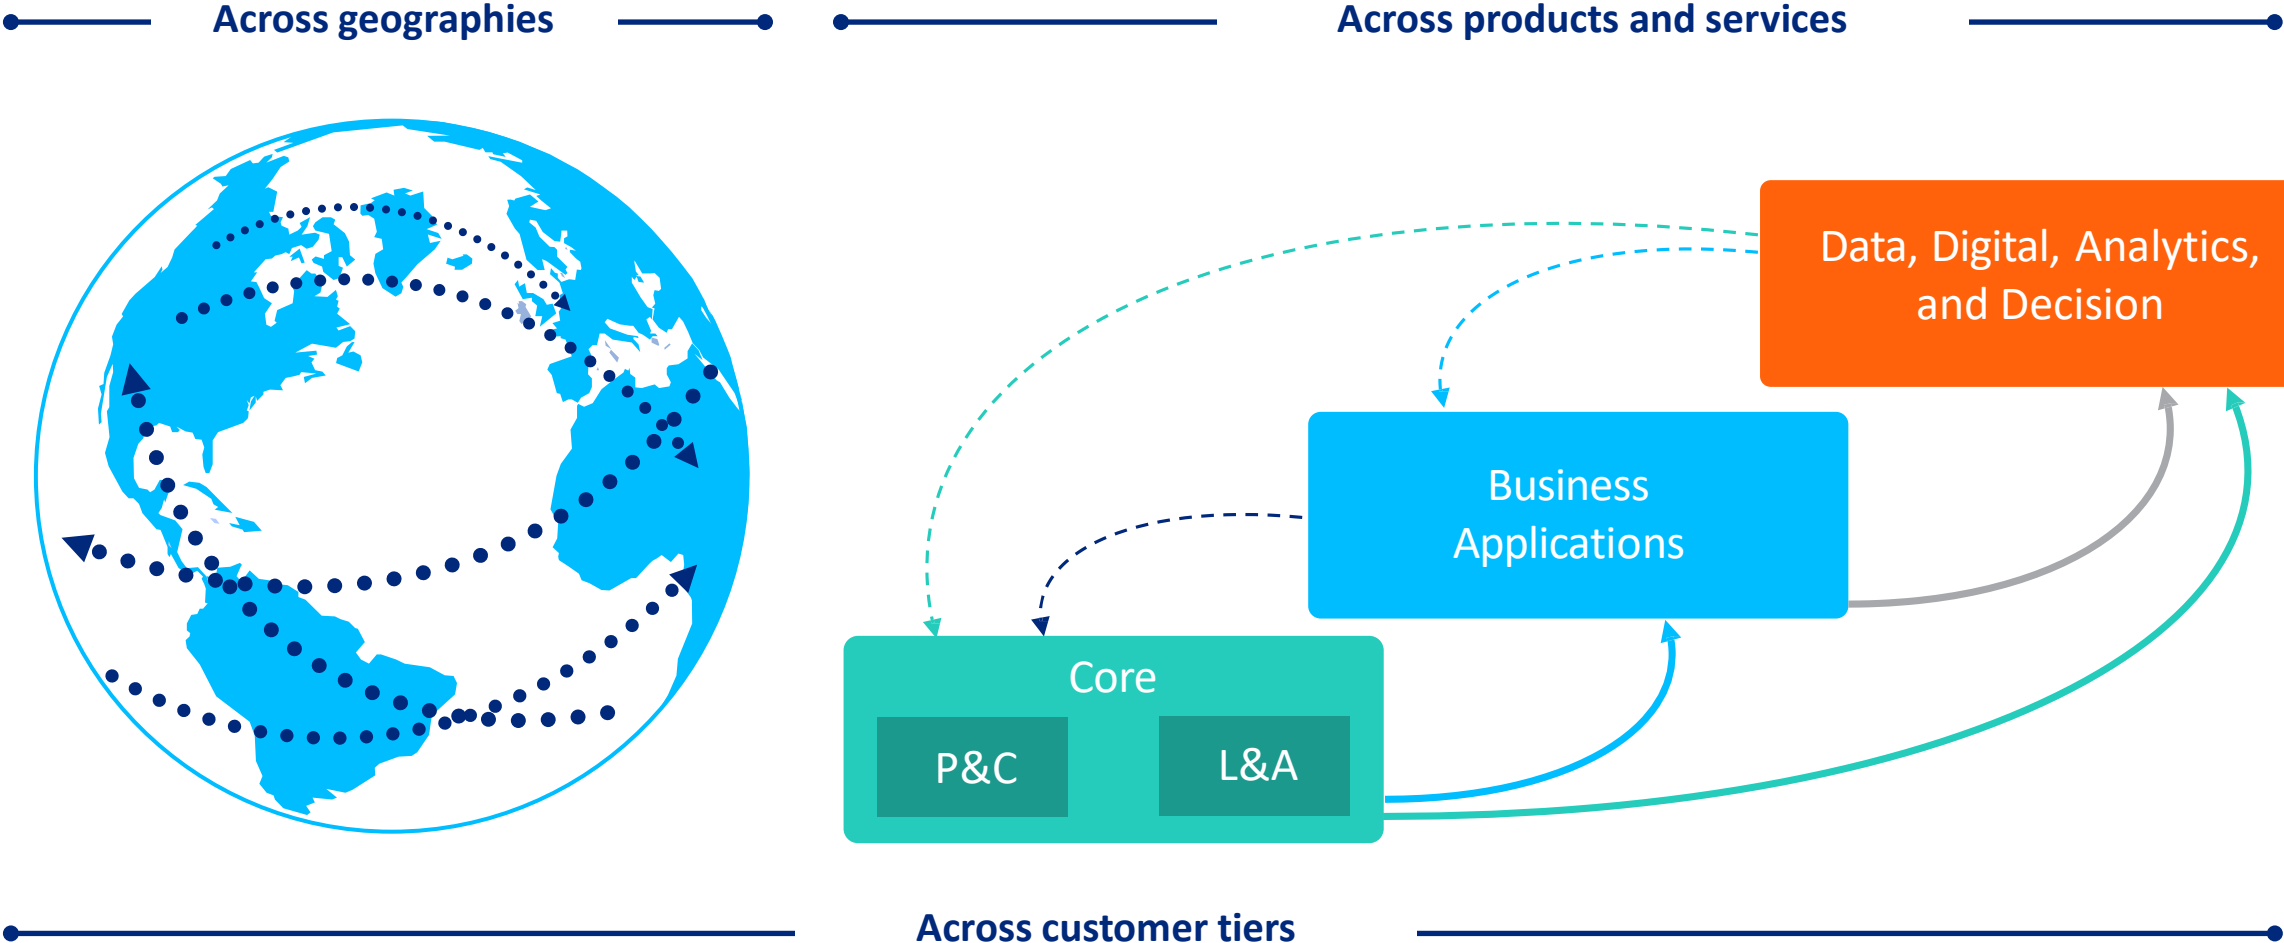 Across geographies
Across products and services
Data, Digital, Analytics,
and Decision
Business
Applications
Core
P&C
L&A
Across customer tiers